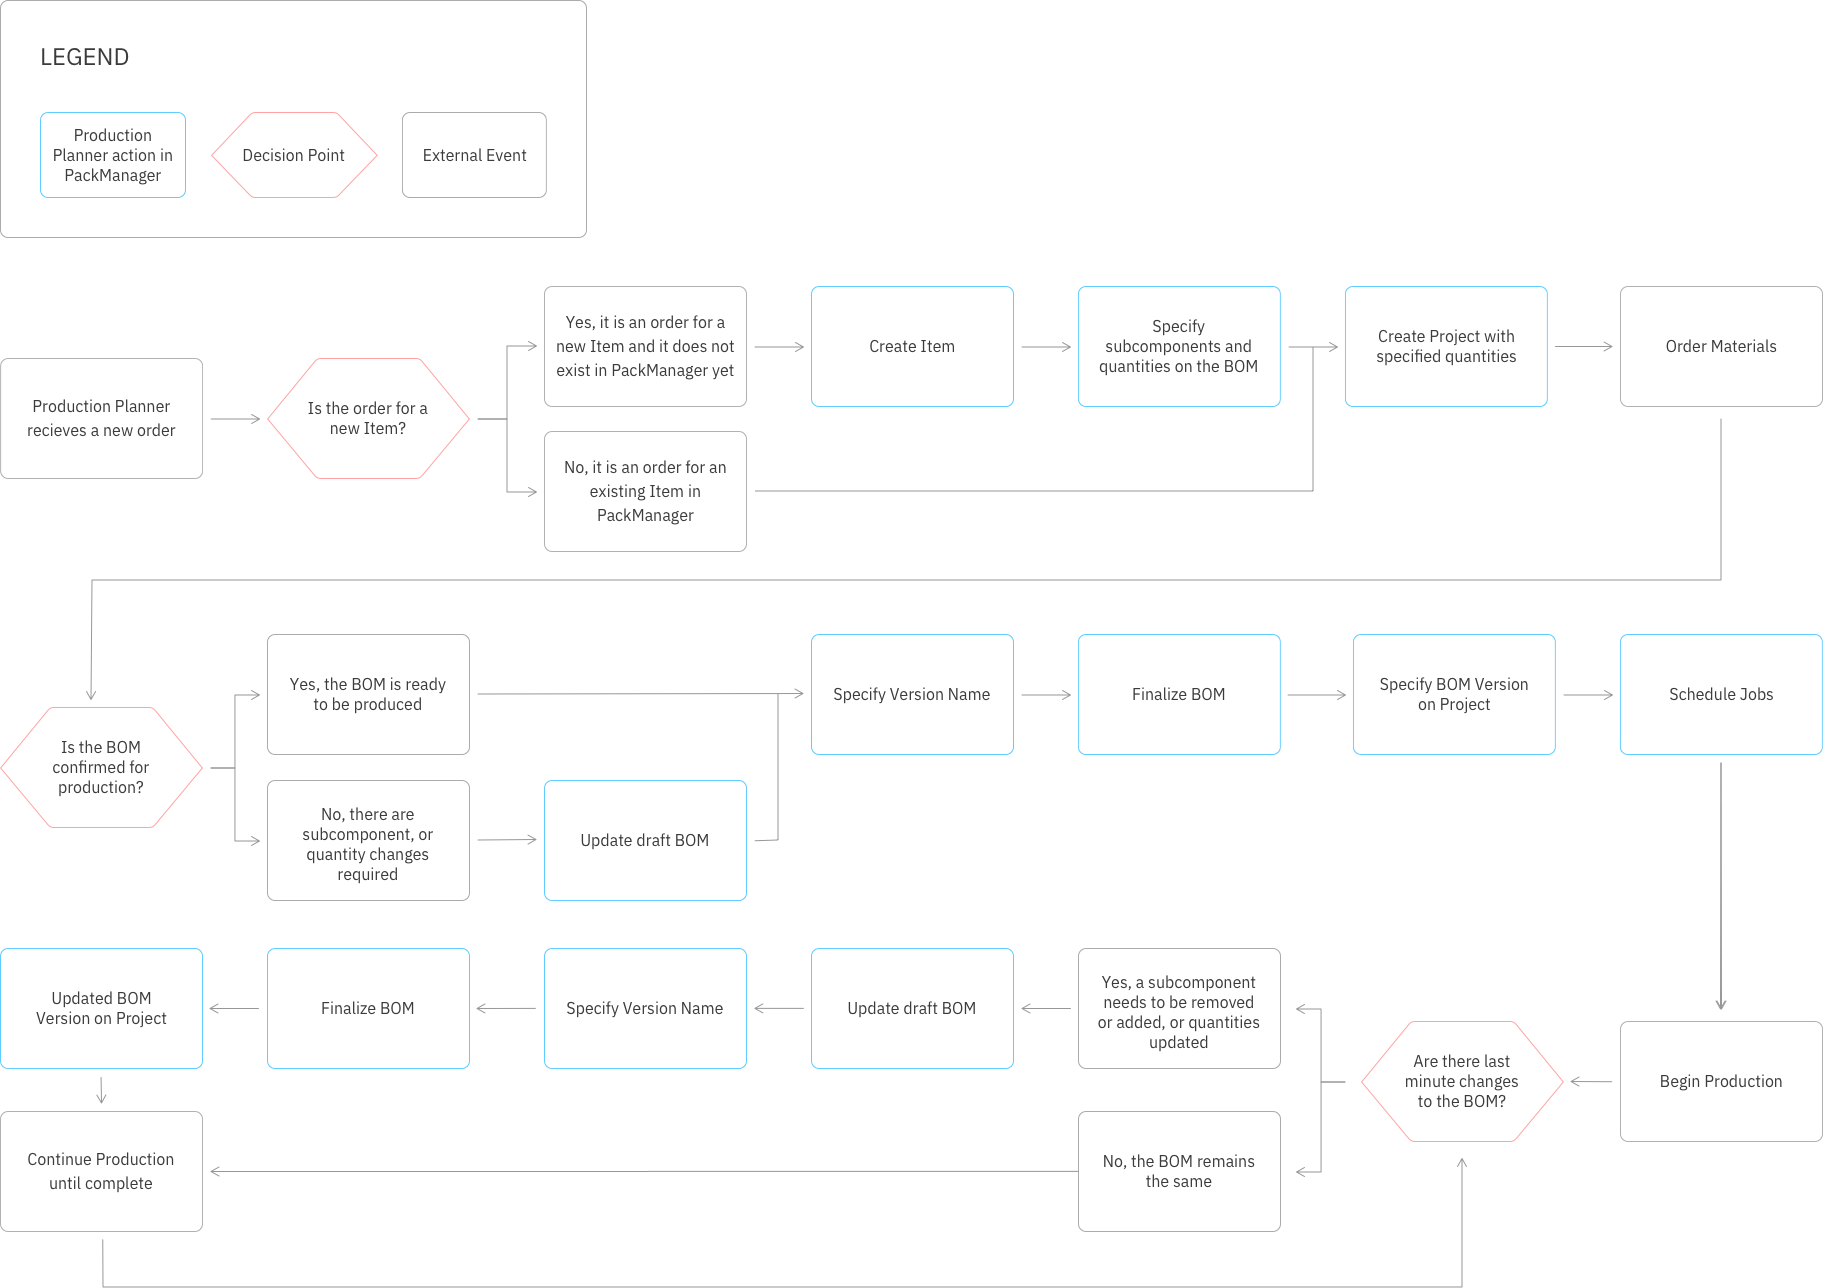 LEGEND
Production
Planner action in
PackManager
Decision Point
External Event
Production Planner
recieves a new order
Is the order for a
new Item?
Yes, it is an order for a
new Item and it does not
exist in PackManager yet
No, it is an order for an
existing Item in
PackManager
Create Item
Specify
subcomponents and
quantities on the BOM
Create Project with
specified quantities
Order Materials
Is the BOM
confirmed for
production?
Yes, the BOM is ready
to be produced
No, there are
subcomponent, or
quantity changes
required
Update draft BOM
Specify Version Name
Finalize BOM
Specify BOM Version
on Project
Schedule Jobs
Begin Production
Are there last
minute changes
to the BOM?
Yes, a subcomponent
needs to be removed
or added, or quantities
updated
No, the BOM remains
the same
Update draft BOM
Specify Version Name
Finalize BOM
Updated BOM
Version on Project
Continue Production
until complete